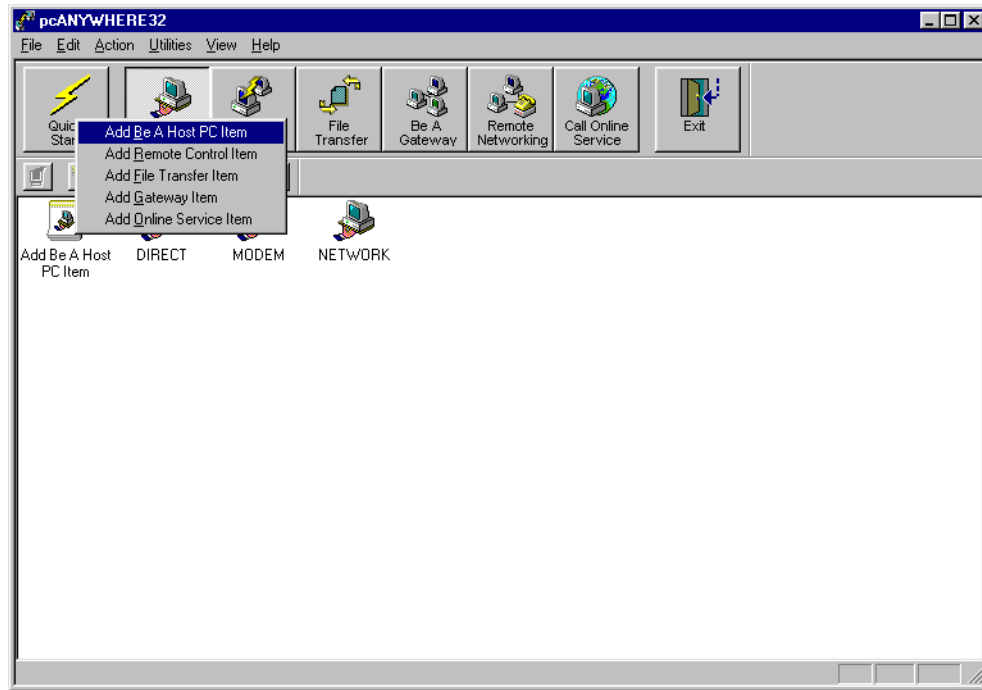 pcANYWHERE32
File Edit Action Utilities View Help
Quic
Star
File
Transfer
Be A
Gateway
Remote
Networking
Call Online
Service
Exit
Add Be A Host PC Item
Add Remote Control Item
Add File Transfer Item
Add Gateway Item
Add Online Service Item
Add Be A Host
PC Item
DIRECT
MODEM
NETWORK